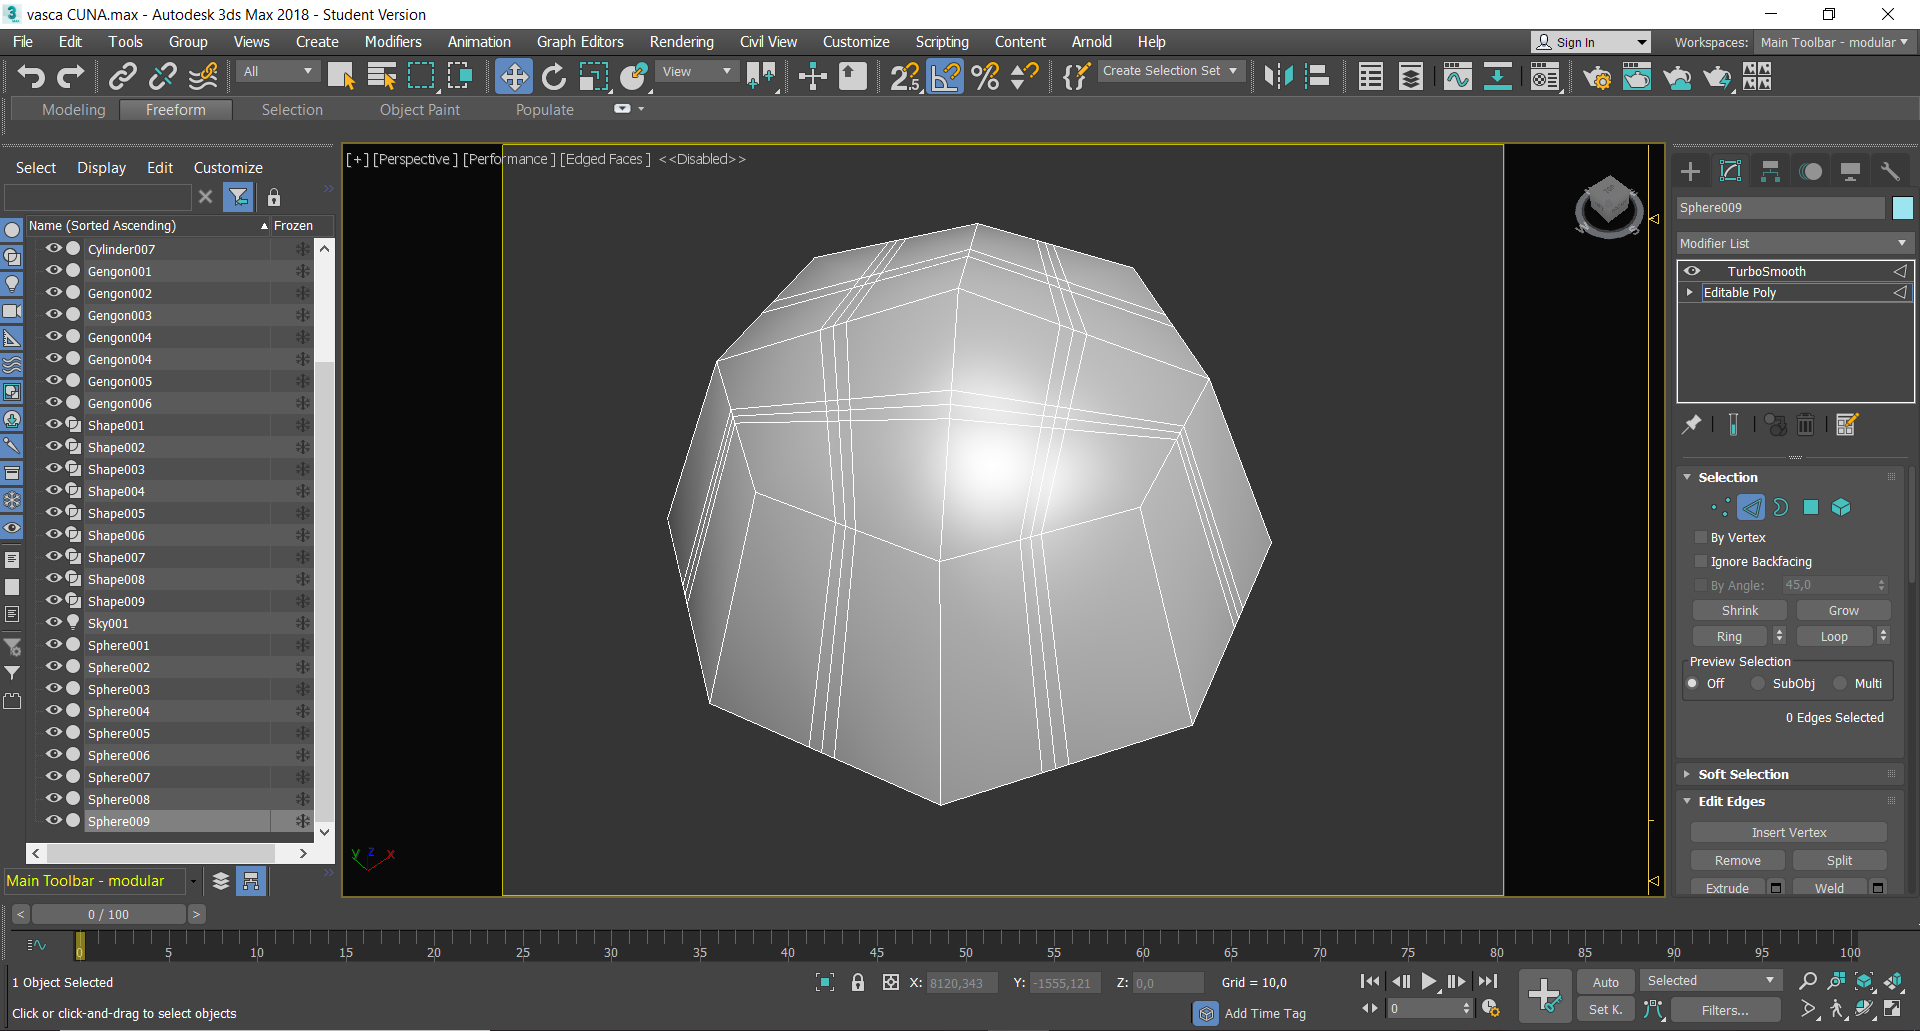 vasca CUNA.max - Autodesk 3ds Max 2018 - Student Version
File Edit Tools Group Views Create Modifiers Animation Graph Editors Rendering Civil View Customize Scripting Content Arnold Help
Sign In Workspaces: Main Toolbar - modular
All View 2.5 Create Selection Set
Modeling Freeform Selection Object Paint Populate
[+] [Perspective ] [Performance ] [Edged Faces ] <<Disabled>>
Select Display Edit Customize
Name (Sorted Ascending) Frozen
Cylinder007
Gengon001
Gengon002
Gengon003
Gengon004
Gengon004
Gengon005
Gengon006
Shape001
Shape002
Shape003
Shape004
Shape005
Shape006
Shape007
Shape008
Shape009
Sky001
Sphere001
Sphere002
Sphere003
Sphere004
Sphere005
Sphere006
Sphere007
Sphere008
Sphere009
Main Toolbar - modular
W S
y z x
Sphere009
Modifier List
TurboSmooth
Editable Poly
Selection
By Vertex
Ignore Backfacing
By Angle: 45,0
Shrink Grow
Ring Loop
Preview Selection
Off SubObj Multi
0 Edges Selected
Soft Selection
Edit Edges
Insert Vertex
Remove Split
Extrude Weld
< 0 / 100 >
0 5 10 15 20 25 30 35 40 45 50 55 60 65 70 75 80 85 90 95 100
1 Object Selected X: 8120,343 Y: -1555,121 Z: 0,0 Grid = 10,0 Auto Selected
Click or click-and-drag to select objects Add Time Tag 0 Set K. Filters...